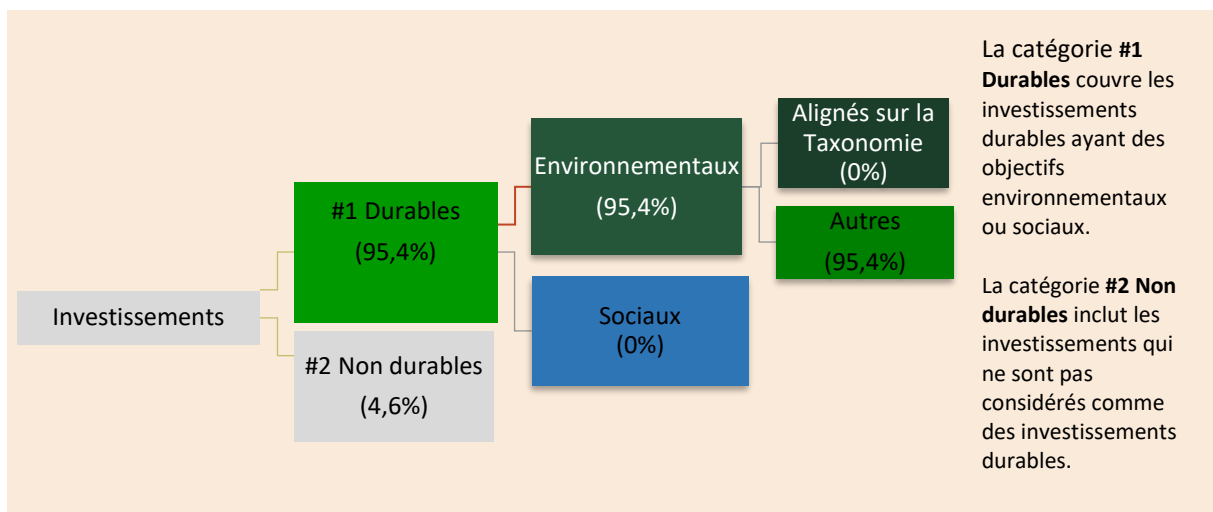 Investissements
#1 Durables
(95,4%)
#2 Non durables
(4,6%)
Environnementaux
(95,4%)
Sociaux
(0%)
Alignés sur la
Taxonomie
(0%)
Autres
(95,4%)
La catégorie #1
Durables couvre les
investissements
durables ayant des
objectifs
environnementaux
ou sociaux.
La catégorie #2 Non
durables inclut les
investissements qui
ne sont pas
considérés comme
des investissements
durables.